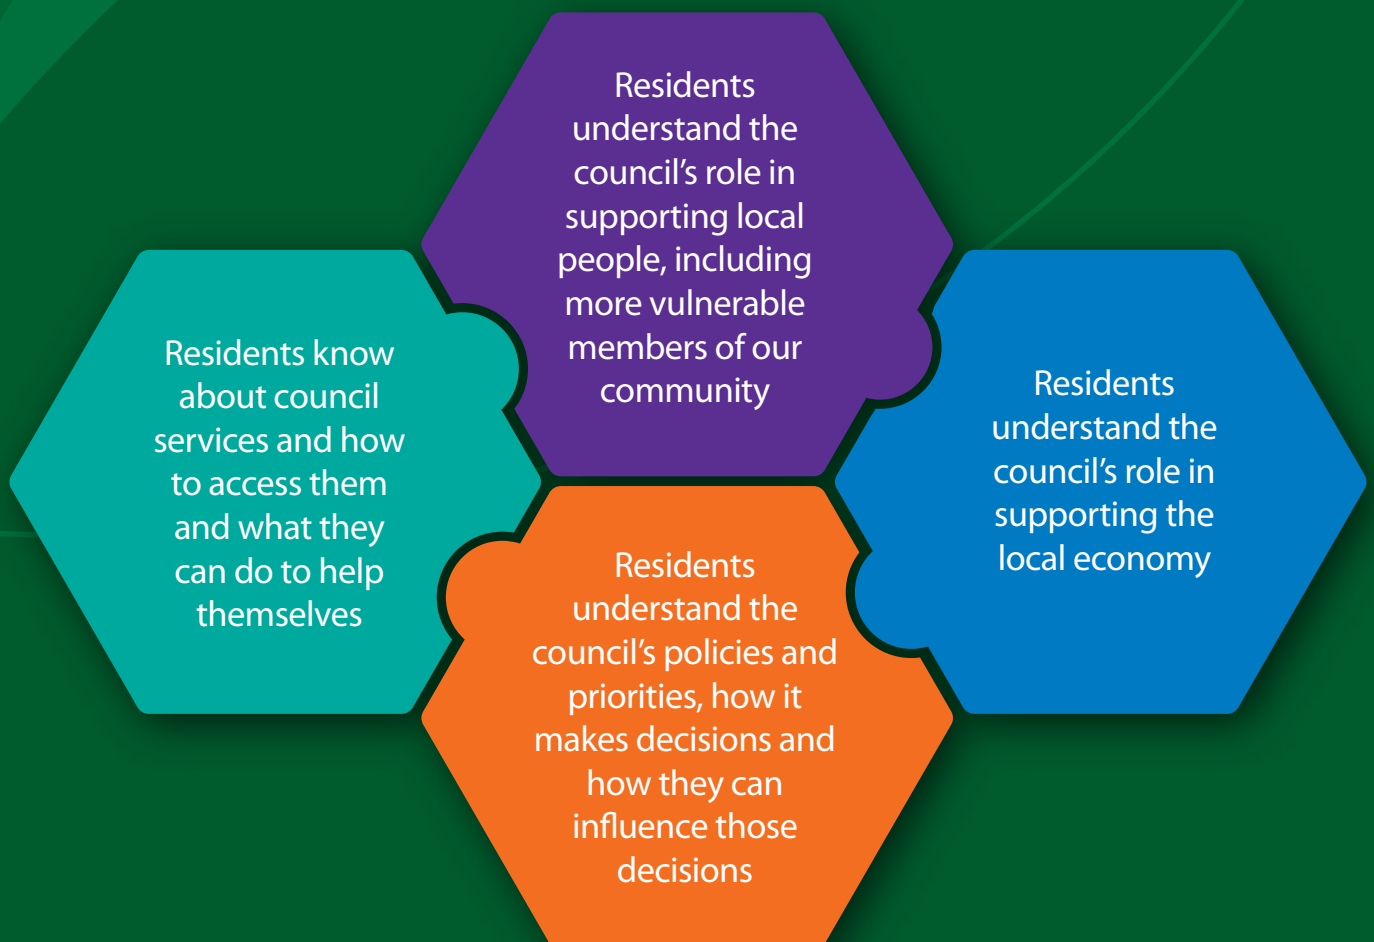 Residents
understand the
council’s role in
supporting local
people, including
more vulnerable
members of our
community
Residents know
about council
services and how
to access them
and what they
can do to help
themselves
Residents
understand the
council’s role in
supporting the
local economy
Residents
understand the
council’s policies and
priorities, how it
makes decisions and
how they can
influence those
decisions